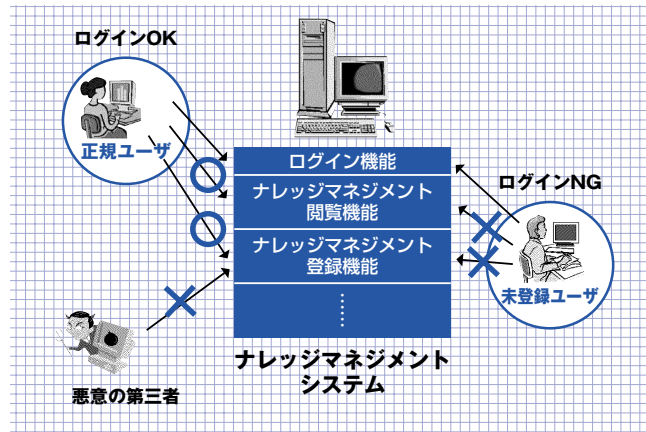 ログインOK
正規ユーザ
ログイン機能
ナレッジマネジメント
閲覧機能
ナレッジマネジメント
登録機能
……
ログインNG
未登録ユーザ
悪意の第三者
ナレッジマネジメント
システム